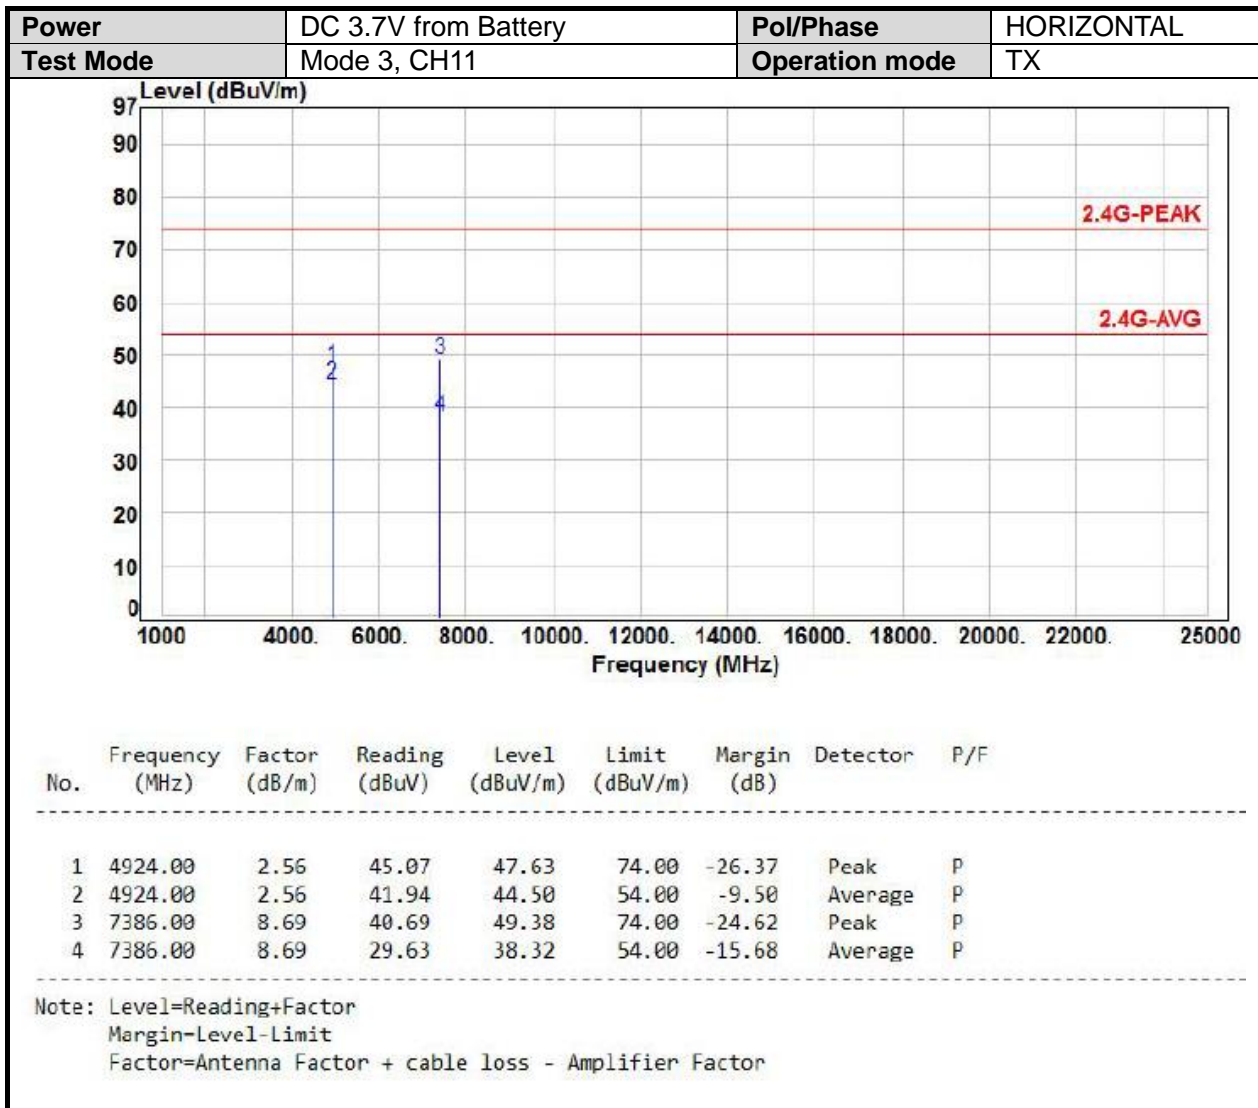 Power DC 3.7V from Battery Pol/Phase HORIZONTAL
Test Mode Mode 3, CH11 Operation mode TX
Level (dBuV/m)
97
90
80
2.4G-PEAK
70
60
2.4G-AVG
50
1
3
2
40
4
30
20
10
0
1000 4000. 6000. 8000. 10000. 12000. 14000. 16000. 18000. 20000. 22000. 25000
Frequency (MHz)
Frequency Factor Reading Level Limit Margin Detector P/F
No. (MHz) (dB/m) (dBuV) (dBuV/m) (dBuV/m) (dB)
1 4924.00 2.56 45.07 47.63 74.00 -26.37 Peak P
2 4924.00 2.56 41.94 44.50 54.00 -9.50 Average P
3 7386.00 8.69 40.69 49.38 74.00 -24.62 Peak P
4 7386.00 8.69 29.63 38.32 54.00 -15.68 Average P
Note: Level=Reading+Factor
Margin=Level-Limit
Factor=Antenna Factor + cable loss - Amplifier Factor